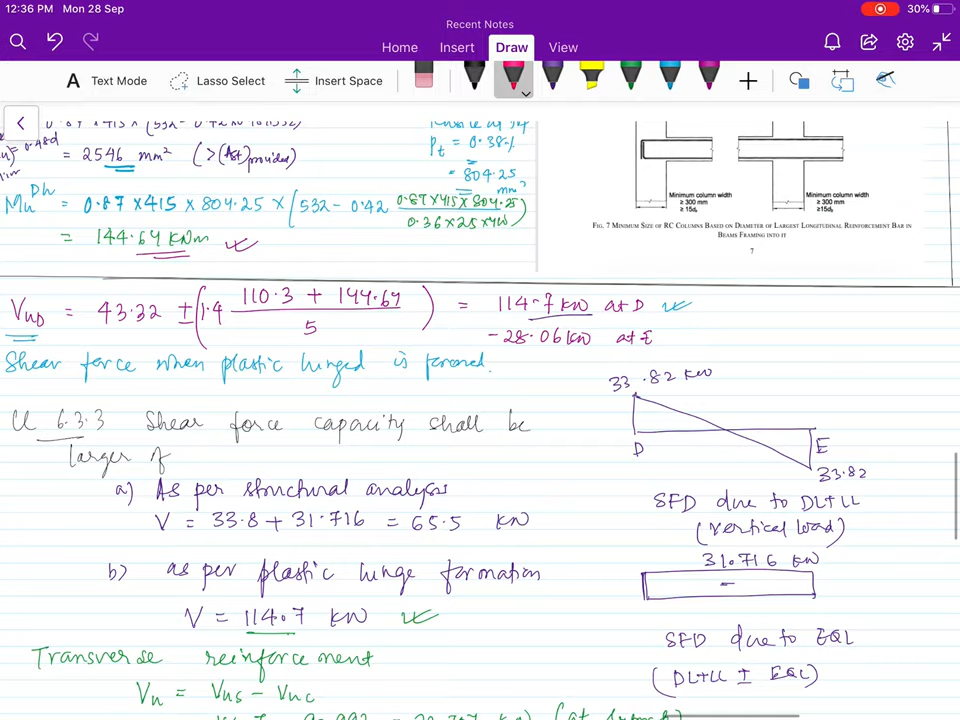 12:36 PM Mon 28 Sep
30%
Recent Notes
Home Insert Draw View
Text Mode Lasso Select Insert Space
= 2546 mm² (> (Ast) provided)
Pt = 0.38%
= 804.25 mm²
Mu Dh = 0.87 × 415 × 804.25 × (532 - 0.42 0.87×415×804.25
0.36×25×400)
= 144.64 KNm
Minimum column width
≥ 300 mm
≥ 15db
Minimum column width
≥ 300 mm
≥ 15db
FIG. 7 MINIMUM SIZE OF RC COLUMNS BASED ON DIAMETER OF LARGEST LONGITUDINAL REINFORCEMENT BAR IN
BEAMS FRAMING INTO IT
7
VuD = 43.32 ± (1.4 110.3 + 144.64
5) = 114.7 KN at D
-28.06 KN at E
Shear force when plastic hinged is formed.
Cl 6.3.3 Shear force capacity shall be
larger of
a) As per structural analysis
V = 33.8 + 31.716 = 65.5 KN
b) as per plastic hinge formation
V = 114.7 KN
Transverse reinforcement
Vu = Vus - Vuc
33.82 KN
D
E
33.82
SFD due to DL+LL
(vertical load)
31.716 KN
-
SFD due to EQL
(DL+LL ± EQL)